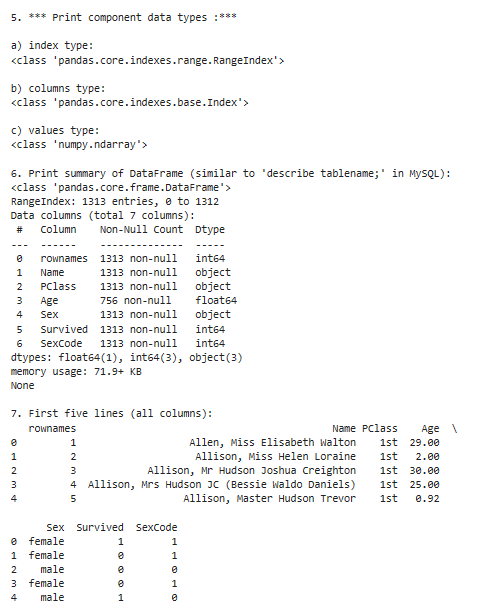 5. *** Print component data types :***
a) index type:
<class 'pandas.core.indexes.range.RangeIndex'>
b) columns type:
<class 'pandas.core.indexes.base.Index'>
c) values type:
<class 'numpy.ndarray'>
6. Print summary of DataFrame (similar to 'describe tablename;' in MySQL):
<class 'pandas.core.frame.DataFrame'>
RangeIndex: 1313 entries, 0 to 1312
Data columns (total 7 columns):
 #   Column     Non-Null Count  Dtype
---  ------     --------------  -----
 0   rownames   1313 non-null   int64
 1   Name       1313 non-null   object
 2   PClass     1313 non-null   object
 3   Age        756 non-null    float64
 4   Sex        1313 non-null   object
 5   Survived   1313 non-null   int64
 6   SexCode    1313 non-null   int64
dtypes: float64(1), int64(3), object(3)
memory usage: 71.9+ KB
None
7. First five lines (all columns):
   rownames                                           Name PClass    Age  \
0         1                   Allen, Miss Elisabeth Walton    1st  29.00
1         2                    Allison, Miss Helen Loraine    1st   2.00
2         3            Allison, Mr Hudson Joshua Creighton    1st  30.00
3         4  Allison, Mrs Hudson JC (Bessie Waldo Daniels)    1st  25.00
4         5                  Allison, Master Hudson Trevor    1st   0.92
      Sex  Survived  SexCode
0  female         1        1
1  female         0        1
2    male         0        0
3  female         0        1
4    male         1        0